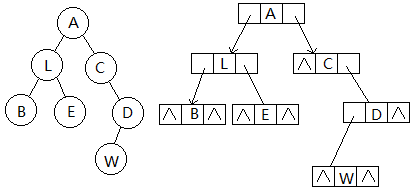 A
L C
B E D
W
A
L ∧ C
∧ B ∧ ∧ E ∧ D ∧
∧ W ∧